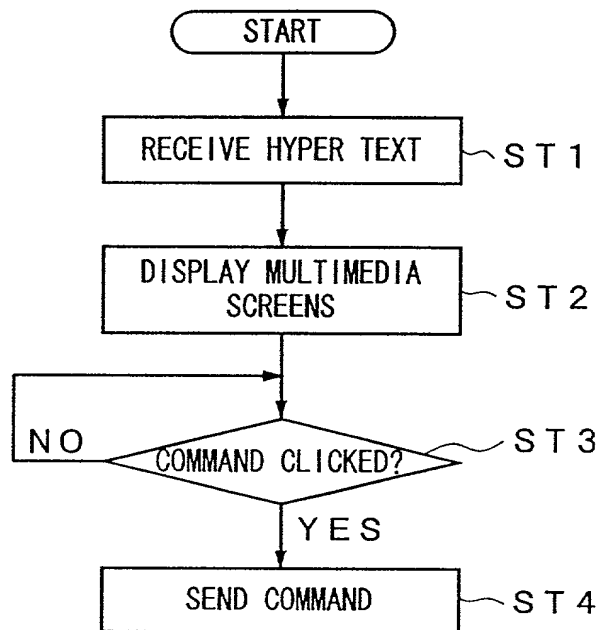 START
RECEIVE HYPER TEXT
ST1
DISPLAY MULTIMEDIA
SCREENS
ST2
NO
COMMAND CLICKED?
ST3
YES
SEND COMMAND
ST4